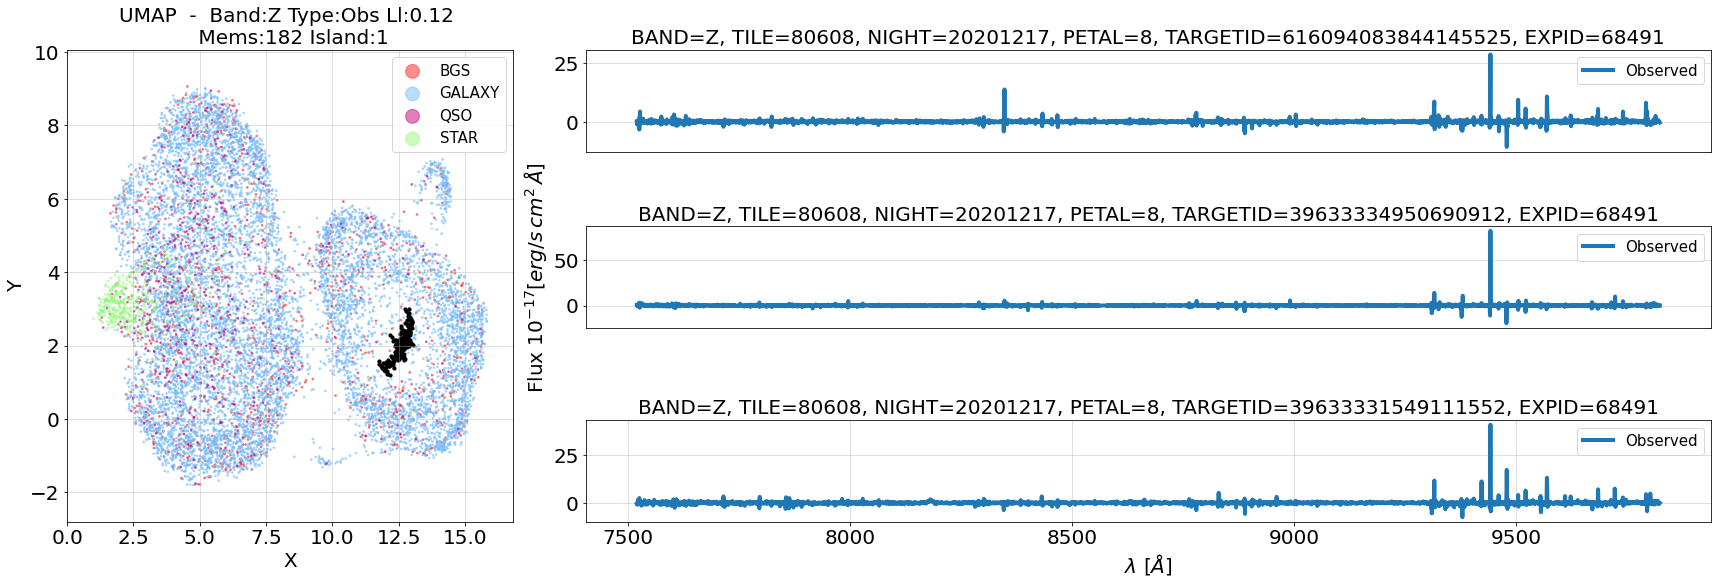 UMAP - Band:Z Type:Obs Ll:0.12
Mems:182 Island:1
10
8
6
4
2
0
−2
Y
0.0 2.5 5.0 7.5 10.0 12.5 15.0
X
BGS
GALAXY
QSO
STAR
Flux 10^{-17}[erg/s cm^2 Å]
BAND=Z, TILE=80608, NIGHT=20201217, PETAL=8, TARGETID=616094083844145525, EXPID=68491
25
0
Observed
BAND=Z, TILE=80608, NIGHT=20201217, PETAL=8, TARGETID=39633334950690912, EXPID=68491
50
0
Observed
BAND=Z, TILE=80608, NIGHT=20201217, PETAL=8, TARGETID=39633331549111552, EXPID=68491
25
0
Observed
7500 8000 8500 9000 9500
λ [Å]